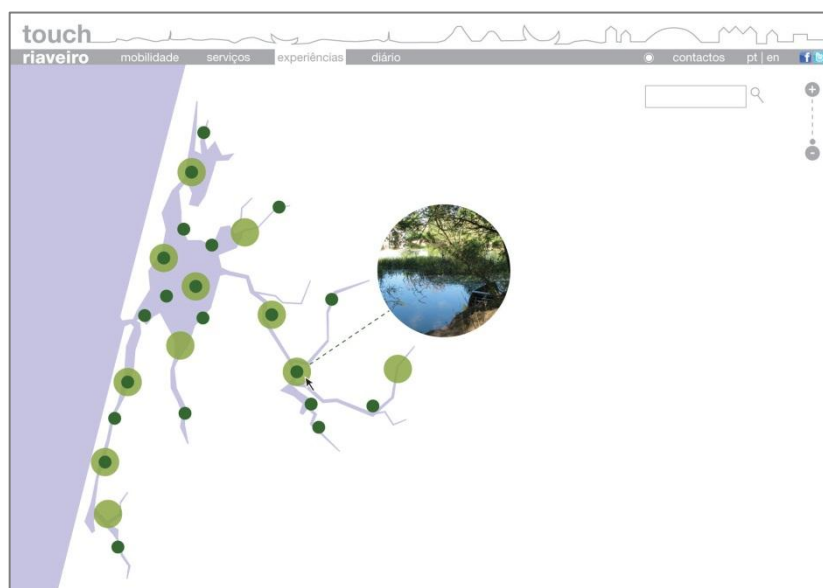 touch
riaveiro mobilidade serviços experiências diário contactos pt | en f
+
-